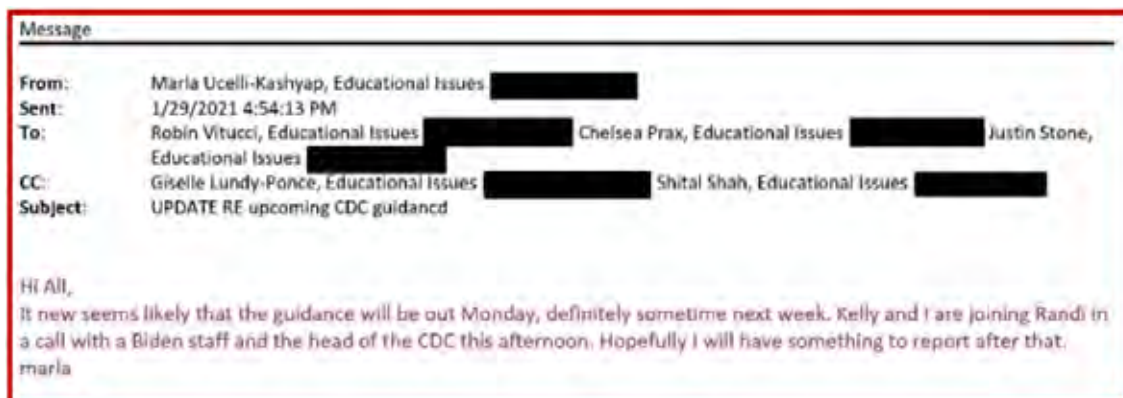 Message
From: Marla Ucelli-Kashyap, Educational Issues
Sent: 1/29/2021 4:54:13 PM
To: Robin Vitucci, Educational Issues Chelsea Prax, Educational Issues Justin Stone,
Educational Issues
CC: Giselle Lundy-Ponce, Educational Issues Shital Shah, Educational Issues
Subject: UPDATE RE upcoming CDC guidancd
Hi All,
It new seems likely that the guidance will be out Monday, definitely sometime next week. Kelly and I are joining Randi in
a call with a Biden staff and the head of the CDC this afternoon. Hopefully I will have something to report after that.
marla